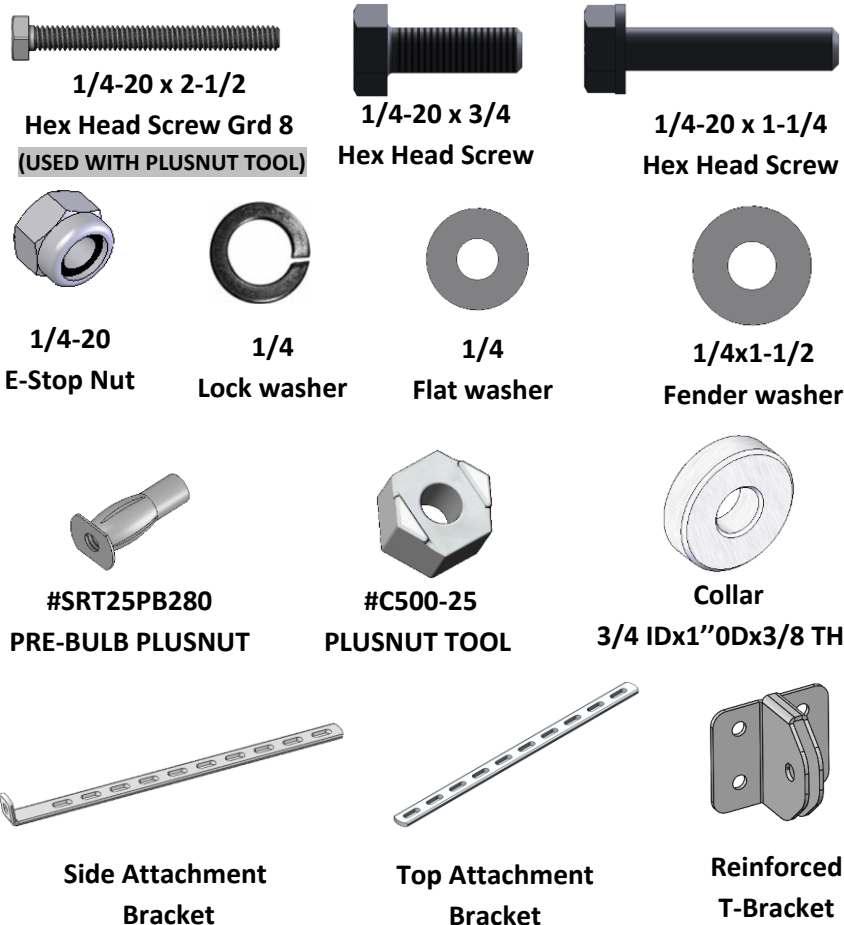 1/4-20 x 2-1/2
Hex Head Screw Grd 8
(USED WITH PLUSNUT TOOL)
1/4-20 x 3/4
Hex Head Screw
1/4-20 x 1-1/4
Hex Head Screw
1/4-20
E-Stop Nut
1/4
Lock washer
1/4
Flat washer
1/4x1-1/2
Fender washer
#SRT25PB280
PRE-BULB PLUSNUT
#C500-25
PLUSNUT TOOL
Collar
3/4 IDx1’’0Dx3/8 TH
Side Attachment
Bracket
Top Attachment
Bracket
Reinforced
T-Bracket